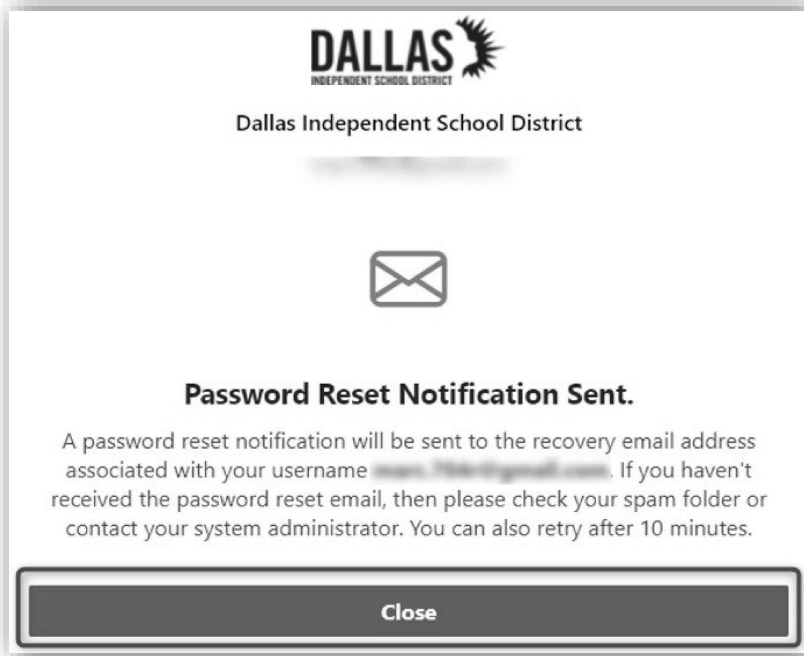 DALLAS
INDEPENDENT SCHOOL DISTRICT
Dallas Independent School District
Password Reset Notification Sent.
A password reset notification will be sent to the recovery email address
associated with your username . If you haven't
received the password reset email, then please check your spam folder or
contact your system administrator. You can also retry after 10 minutes.
Close